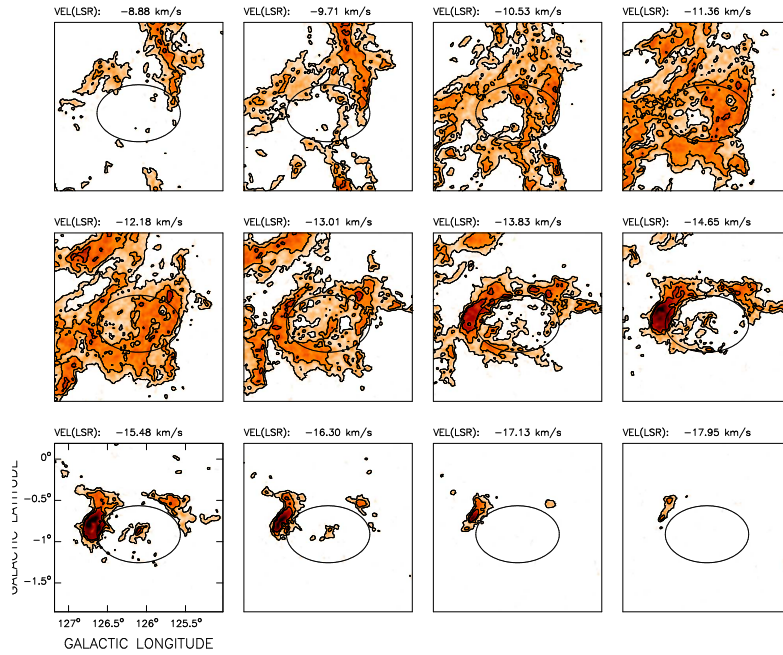 VEL(LSR): −8.88 km/s
VEL(LSR): −9.71 km/s
VEL(LSR): −10.53 km/s
VEL(LSR): −11.36 km/s
VEL(LSR): −12.18 km/s
VEL(LSR): −13.01 km/s
VEL(LSR): −13.83 km/s
VEL(LSR): −14.65 km/s
VEL(LSR): −15.48 km/s
VEL(LSR): −16.30 km/s
VEL(LSR): −17.13 km/s
VEL(LSR): −17.95 km/s
0°
−0.5°
−1°
−1.5°
GALACTIC LATITUDE
127° 126.5° 126° 125.5°
GALACTIC LONGITUDE